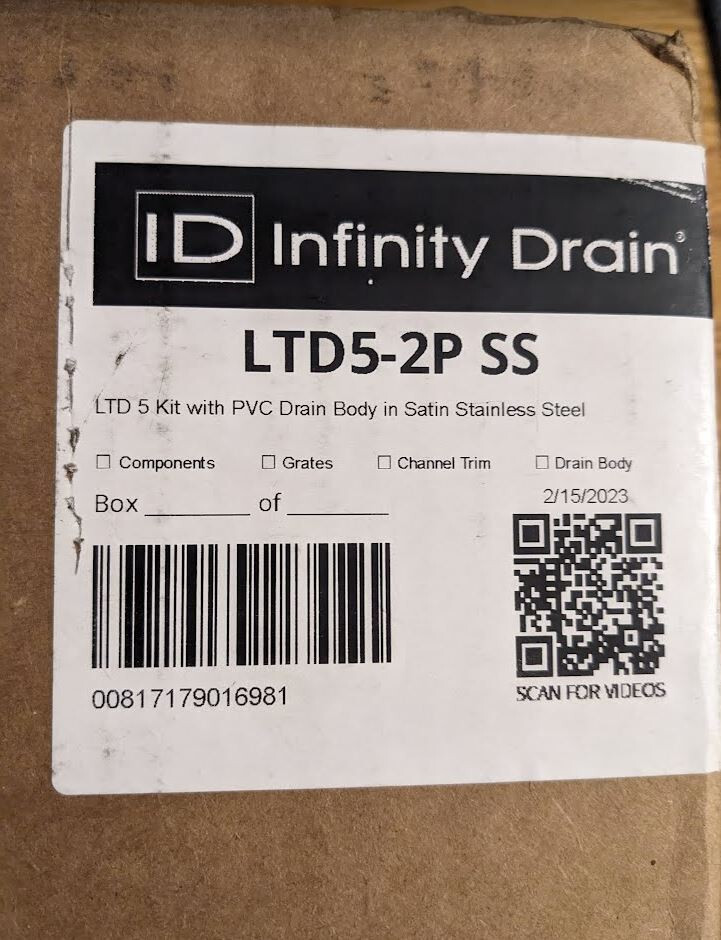 ID Infinity Drain®
LTD5-2P SS
LTD 5 Kit with PVC Drain Body in Satin Stainless Steel
☐ Components ☐ Grates ☐ Channel Trim ☐ Drain Body
Box ________ of ________
2/15/2023
00817179016981
SCAN FOR VIDEOS